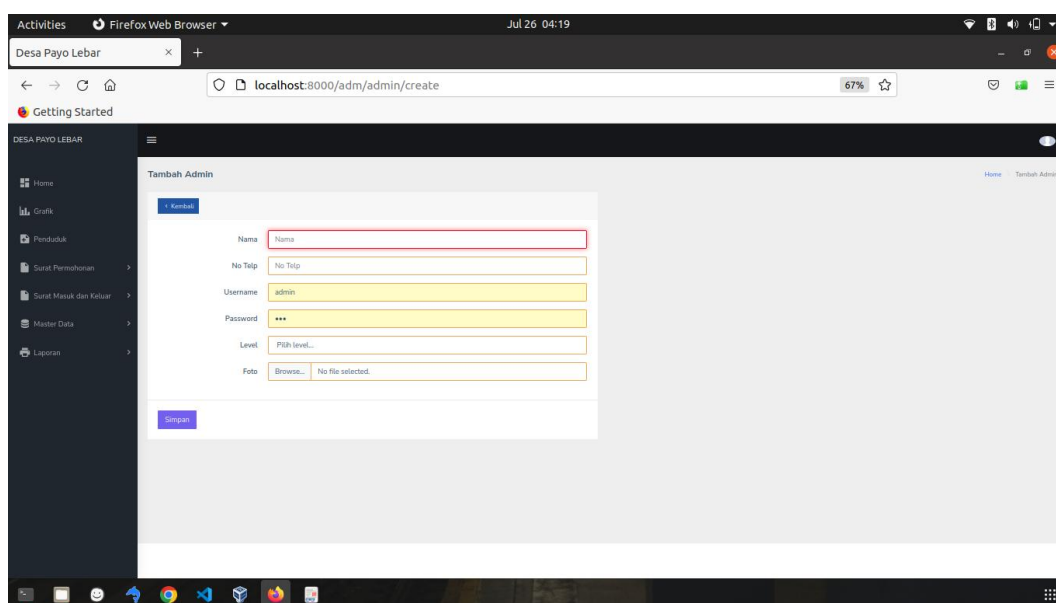 Activities Firefox Web Browser Jul 26 04:19
Desa Payo Lebar
localhost:8000/adm/admin/create 67%
Getting Started
DESA PAYO LEBAR
Tambah Admin Home Tambah Admin
Home
Grafik
Penduduk
Surat Permohonan
Surat Masuk dan Keluar
Master Data
Laporan
< Kembali
Nama Nama
No Telp No Telp
Username admin
Password •••
Level Pilih level...
Foto Browse... No file selected.
Simpan